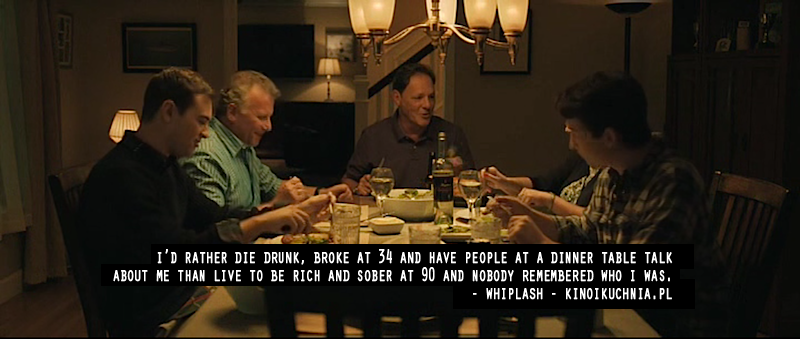 I'D RATHER DIE DRUNK, BROKE AT 34 AND HAVE PEOPLE AT A DINNER TABLE TALK
ABOUT ME THAN LIVE TO BE RICH AND SOBER AT 90 AND NOBODY REMEMBERED WHO I WAS.
- WHIPLASH - KINOIKUCHNIA.PL